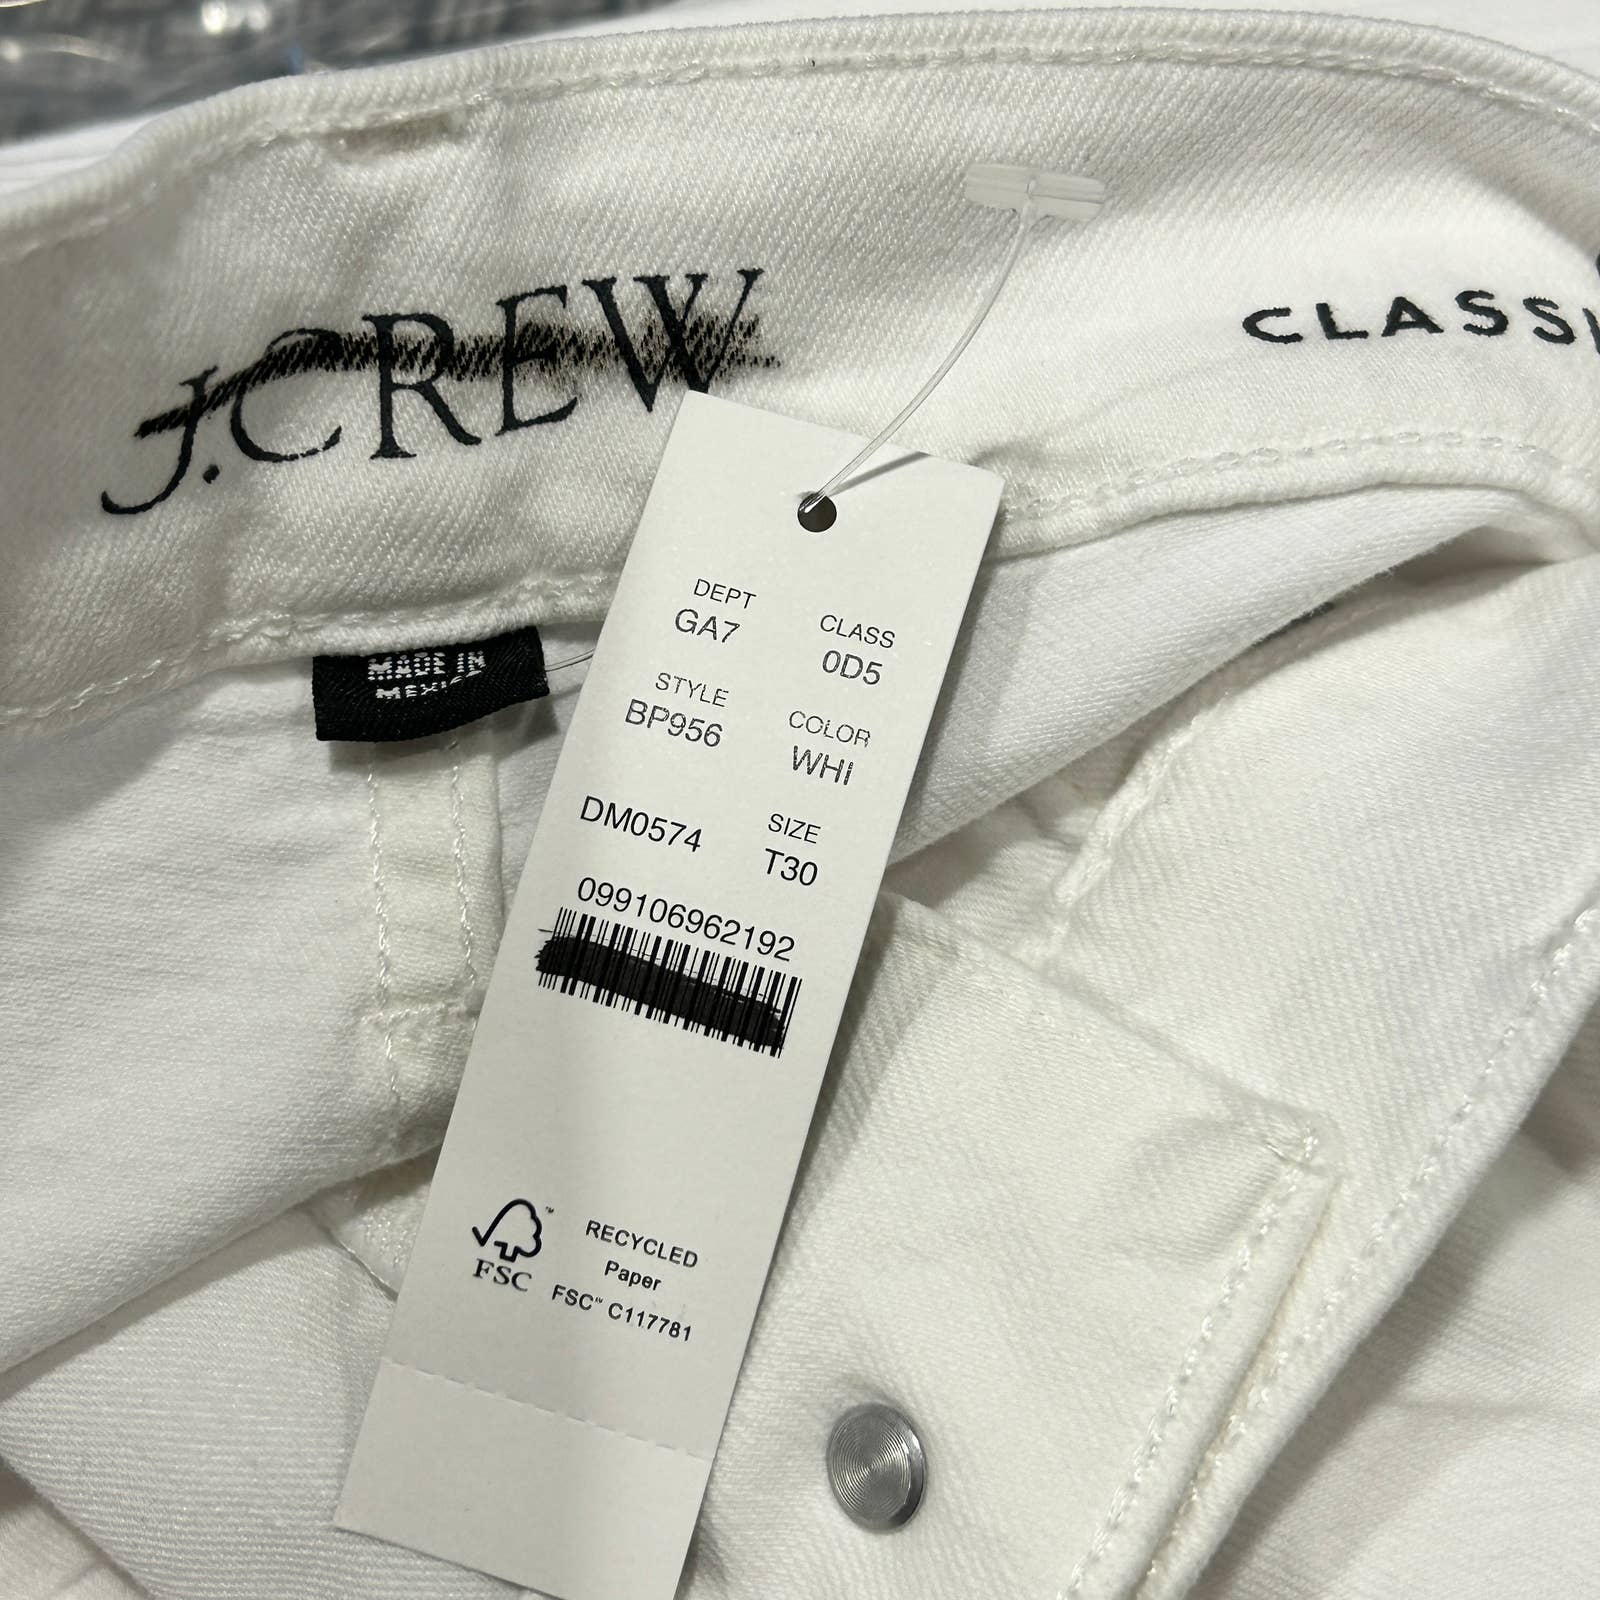 J.CREW
CLASSI
MADE IN
MEXICO
DEPT
GA7
CLASS
0D5
STYLE
BP956
COLOR
WHI
DM0574
SIZE
T30
099106962192
FSC
RECYCLED
Paper
FSC™ C117781